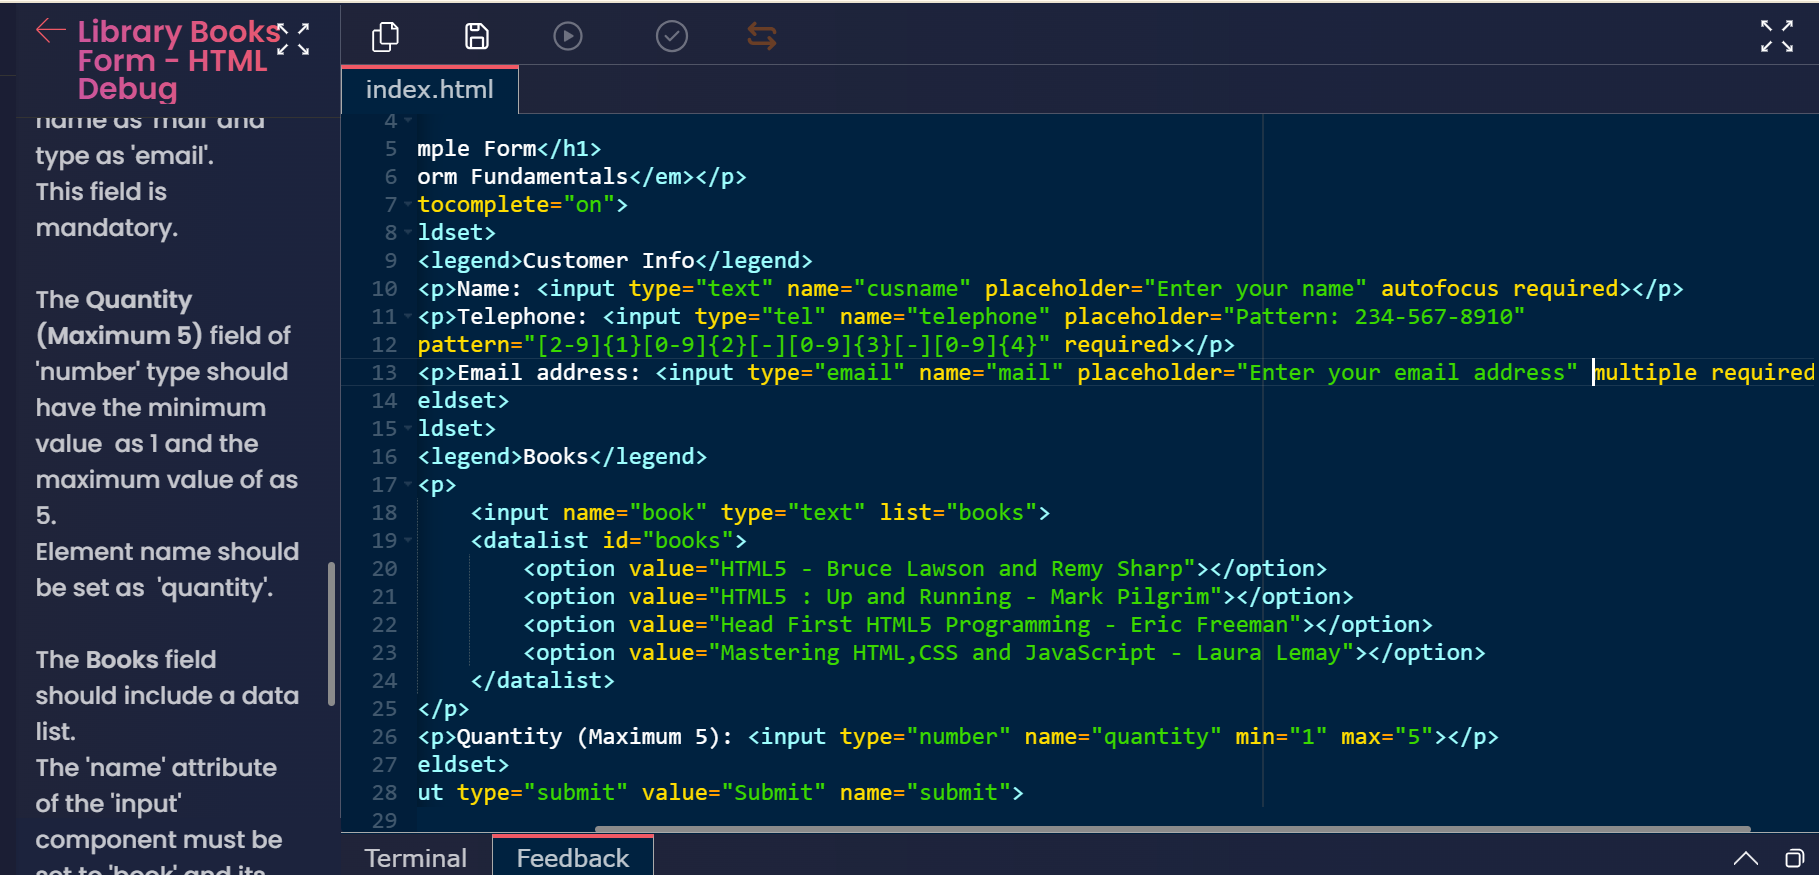 Library Books
Form - HTML
Debug
name as 'mail' and
type as 'email'.
This field is
mandatory.
The Quantity
(Maximum 5) field of
'number' type should
have the minimum
value as 1 and the
maximum value of as
5.
Element name should
be set as 'quantity'.
The Books field
should include a data
list.
The 'name' attribute
of the 'input'
component must be
set to 'book' and its
index.html
4
5 mple Form</h1>
6 orm Fundamentals</em></p>
7 tocomplete="on">
8 ldset>
9 <legend>Customer Info</legend>
10 <p>Name: <input type="text" name="cusname" placeholder="Enter your name" autofocus required></p>
11 <p>Telephone: <input type="tel" name="telephone" placeholder="Pattern: 234-567-8910"
12 pattern="[2-9]{1}[0-9]{2}[-][0-9]{3}[-][0-9]{4}" required></p>
13 <p>Email address: <input type="email" name="mail" placeholder="Enter your email address" multiple required
14 eldset>
15 ldset>
16 <legend>Books</legend>
17 <p>
18 <input name="book" type="text" list="books">
19 <datalist id="books">
20 <option value="HTML5 - Bruce Lawson and Remy Sharp"></option>
21 <option value="HTML5 : Up and Running - Mark Pilgrim"></option>
22 <option value="Head First HTML5 Programming - Eric Freeman"></option>
23 <option value="Mastering HTML,CSS and JavaScript - Laura Lemay"></option>
24 </datalist>
25 </p>
26 <p>Quantity (Maximum 5): <input type="number" name="quantity" min="1" max="5"></p>
27 eldset>
28 ut type="submit" value="Submit" name="submit">
29
Terminal Feedback